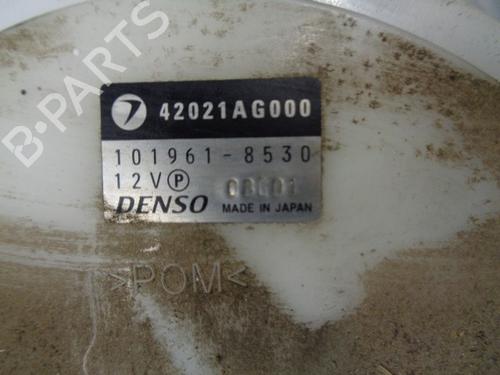 B-PARTS
42021AG000
101961-8530
12V P
DENSO MADE IN JAPAN
>POM<